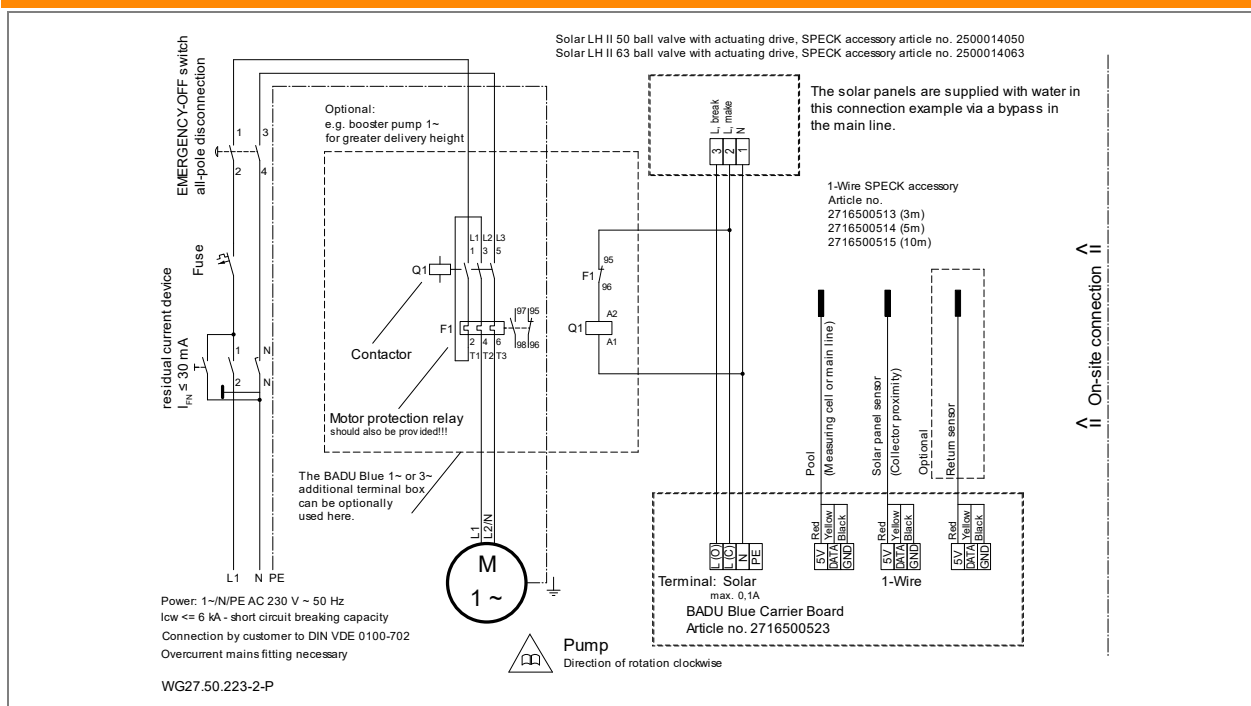 Solar LH II 50 ball valve with actuating drive, SPECK accessory article no. 2500014050
Solar LH II 63 ball valve with actuating drive, SPECK accessory article no. 2500014063
EMERGENCY-OFF switch
all-pole disconnection
1
3
2
4
Fuse
residual current device
IFN ≤ 30 mA
1
N
2
N
L1
N
PE
Optional:
e.g. booster pump 1~
for greater delivery height
L1
L2
L3
1
3
5
Q1
F1
97
95
98
96
2
4
6
T1
T2
T3
Contactor
Motor protection relay
should also be provided!!!
The BADU Blue 1~ or 3~
additional terminal box
can be optionally
used here.
L1
L2/N
M
1 ~
L, break
L, make
N
3
2
1
The solar panels are supplied with water in
this connection example via a bypass in
the main line.
95
F1
96
A2
Q1
A1
1-Wire SPECK accessory
Article no.
2716500513 (3m)
2716500514 (5m)
2716500515 (10m)
Pool
(Measuring cell or main line)
Solar panel sensor
(Collector proximity)
Optional
Return sensor
<= On-site connection =>
L (O)
L (C)
N
PE
Red
Yellow
Black
5V
DATA
GND
Red
Yellow
Black
5V
DATA
GND
Red
Yellow
Black
5V
DATA
GND
Terminal: Solar
max. 0,1A
1-Wire
BADU Blue Carrier Board
Article no. 2716500523
Power: 1~/N/PE AC 230 V ~ 50 Hz
Icw <= 6 kA - short circuit breaking capacity
Connection by customer to DIN VDE 0100-702
Overcurrent mains fitting necessary
Pump
Direction of rotation clockwise
WG27.50.223-2-P